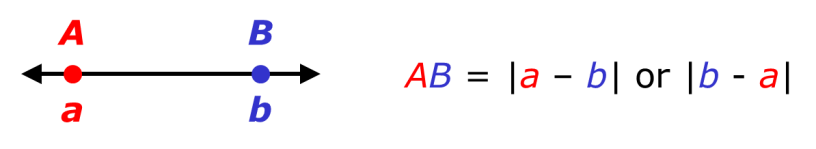 A B
a b
AB = |a – b| or |b - a|